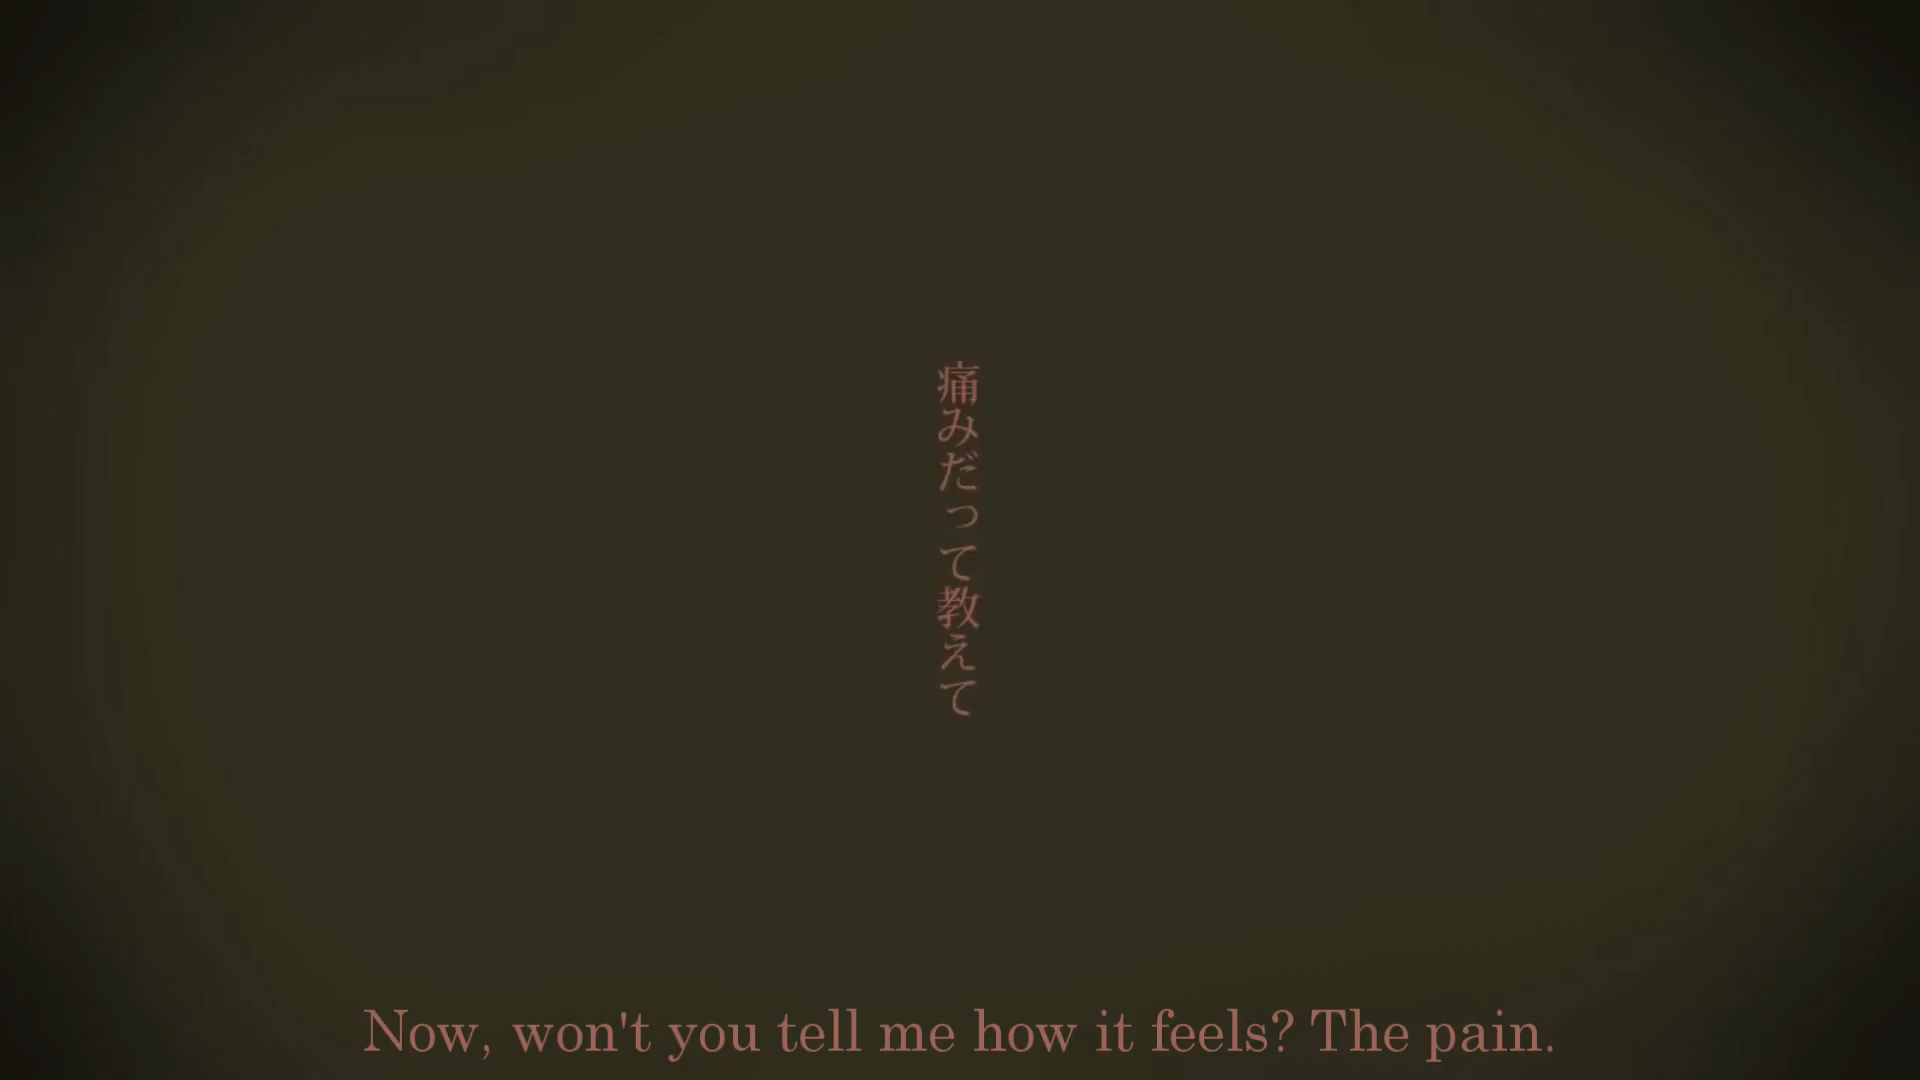 痛みだって教えて
Now, won't you tell me how it feels? The pain.